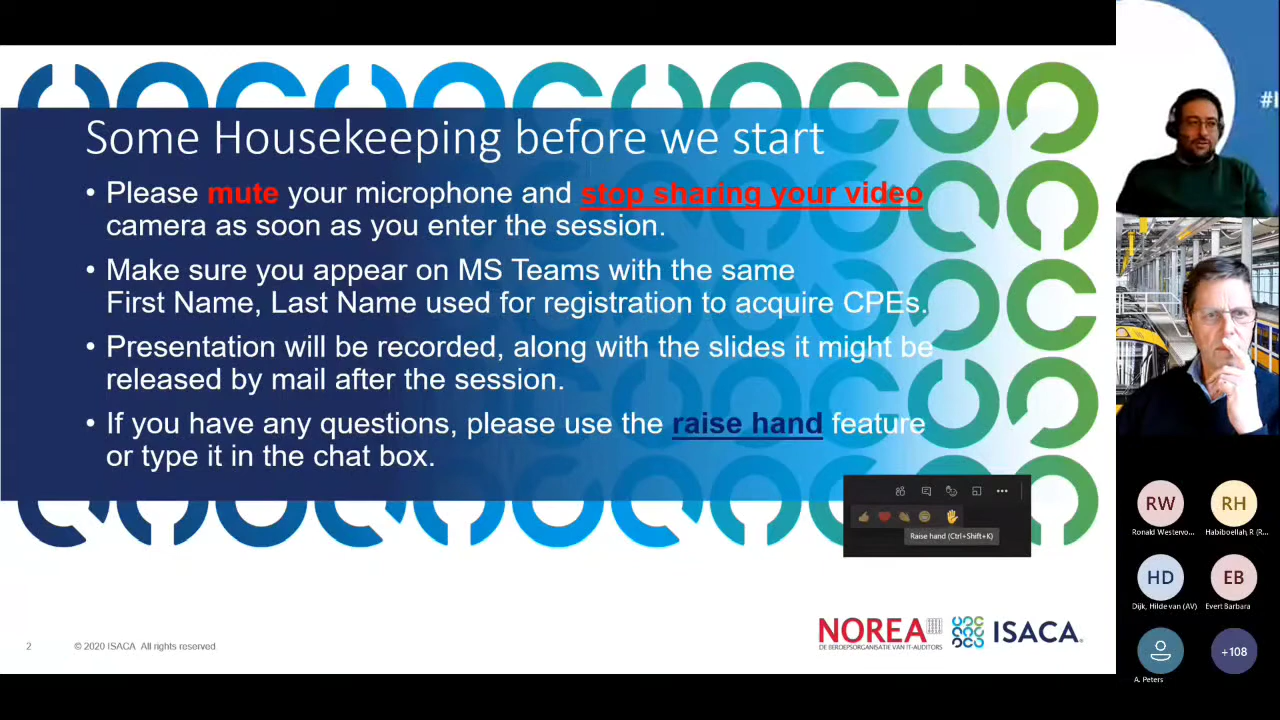 Some Housekeeping before we start
• Please mute your microphone and stop sharing your video
camera as soon as you enter the session.
• Make sure you appear on MS Teams with the same
First Name, Last Name used for registration to acquire CPEs.
• Presentation will be recorded, along with the slides it might be
released by mail after the session.
• If you have any questions, please use the raise hand feature
or type it in the chat box.
Raise hand (Ctrl+Shift+K)
2
© 2020 ISACA All rights reserved
NOREA
DE BEROEPSORGANISATIE VAN IT-AUDITORS
ISACA®
#I
RW
RH
Ronald Westervo...
Habiboellah, R (R...
HD
EB
Dijk, Hilde van (AV)
Evert Barbara
+108
A. Peters